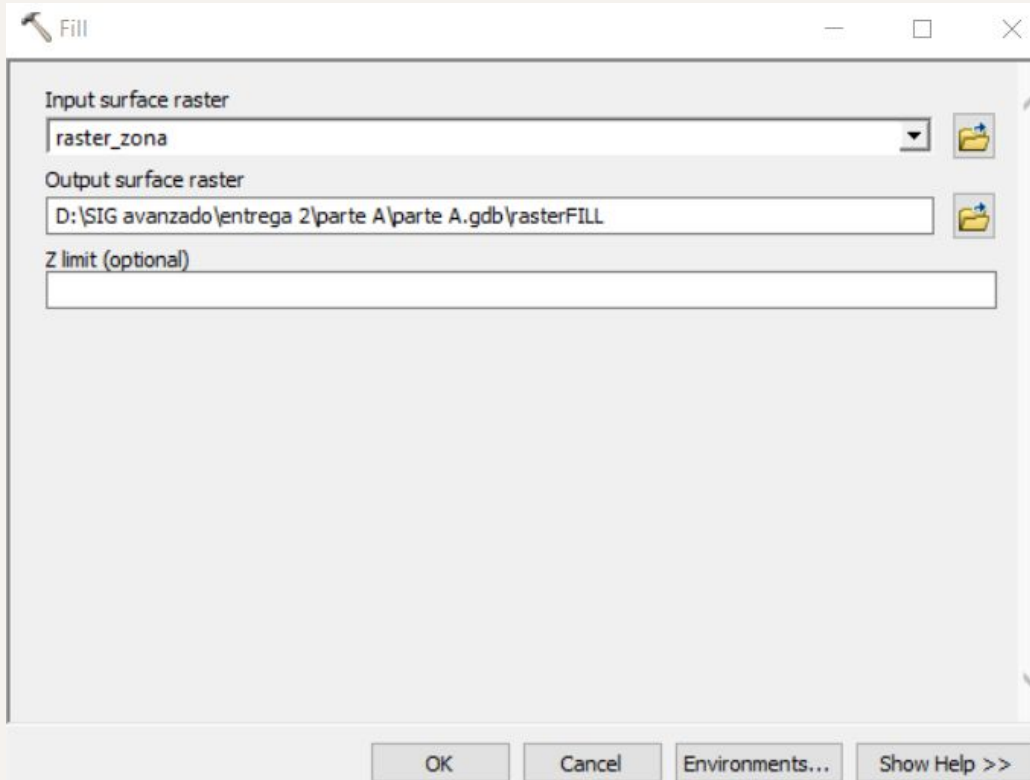 Fill
Input surface raster
raster_zona
Output surface raster
D:\SIG avanzado\entrega 2\parte A\parte A.gdb\rasterFILL
Z limit (optional)
OK
Cancel
Environments...
Show Help >>